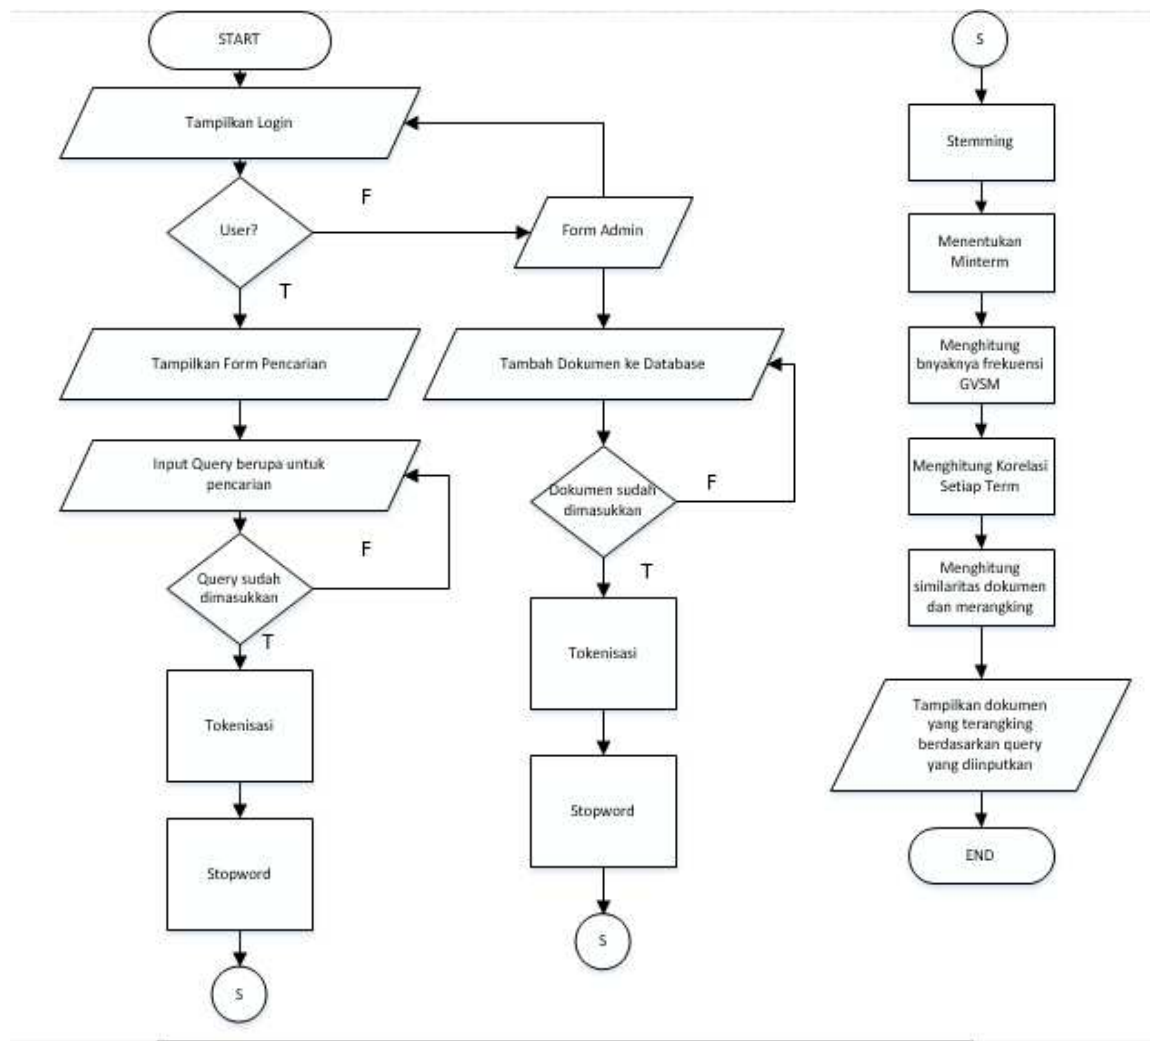 START
Tampilkan Login
User?
F
T
Form Admin
Tampilkan Form Pencarian
Input Query berupa untuk
pencarian
Query sudah
dimasukkan
F
T
Tokenisasi
Stopword
S
Tambah Dokumen ke Database
Dokumen sudah
dimasukkan
F
T
Tokenisasi
Stopword
S
S
Stemming
Menentukan
Minterm
Menghitung
bnyaknya frekuensi
GVSM
Menghitung Korelasi
Setiap Term
Menghitung
similaritas dokumen
dan merangking
Tampilkan dokumen
yang terangking
berdasarkan query
yang diinputkan
END